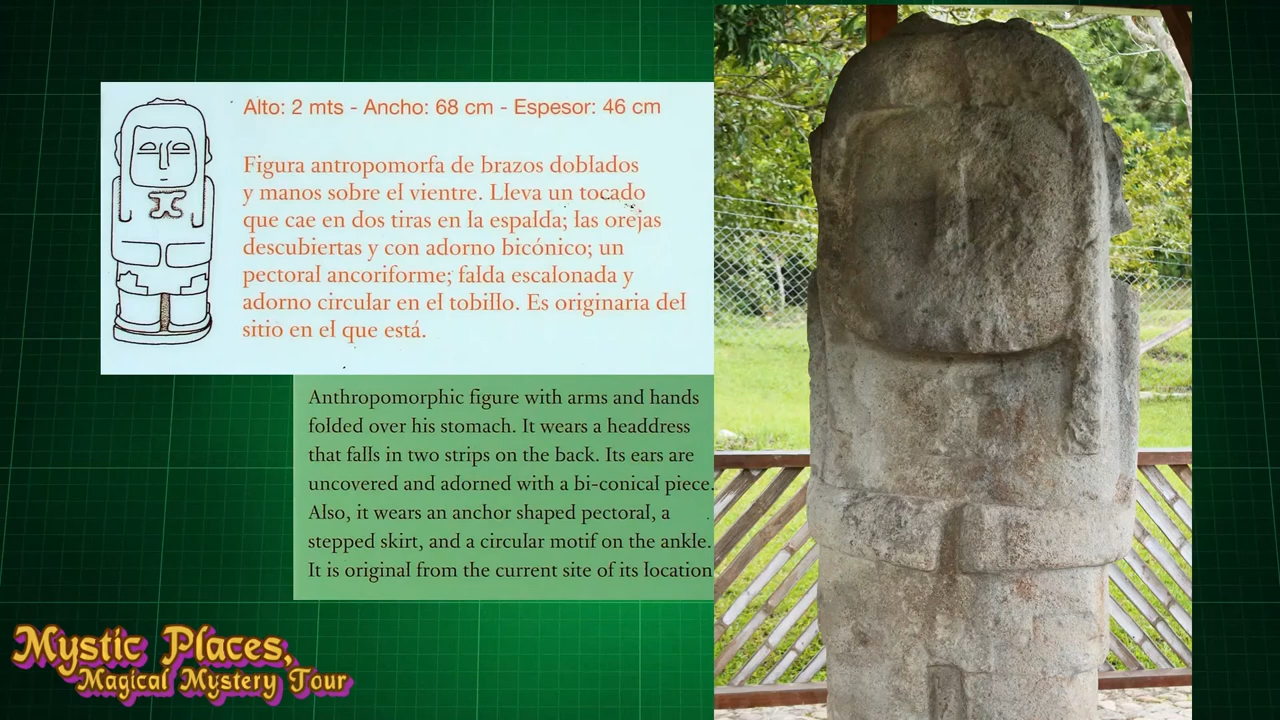 Alto: 2 mts - Ancho: 68 cm - Espesor: 46 cm
Figura antropomorfa de brazos doblados
y manos sobre el vientre. Lleva un tocado
que cae en dos tiras en la espalda; las orejas
descubiertas y con adorno bicónico; un
pectoral ancoriforme; falda escalonada y
adorno circular en el tobillo. Es originaria del
sitio en el que está.
Anthropomorphic figure with arms and hands
folded over his stomach. It wears a headdress
that falls in two strips on the back. Its ears are
uncovered and adorned with a bi-conical piece.
Also, it wears an anchor shaped pectoral, a
stepped skirt, and a circular motif on the ankle.
It is original from the current site of its location
Mystic Places,
Magical Mystery Tour